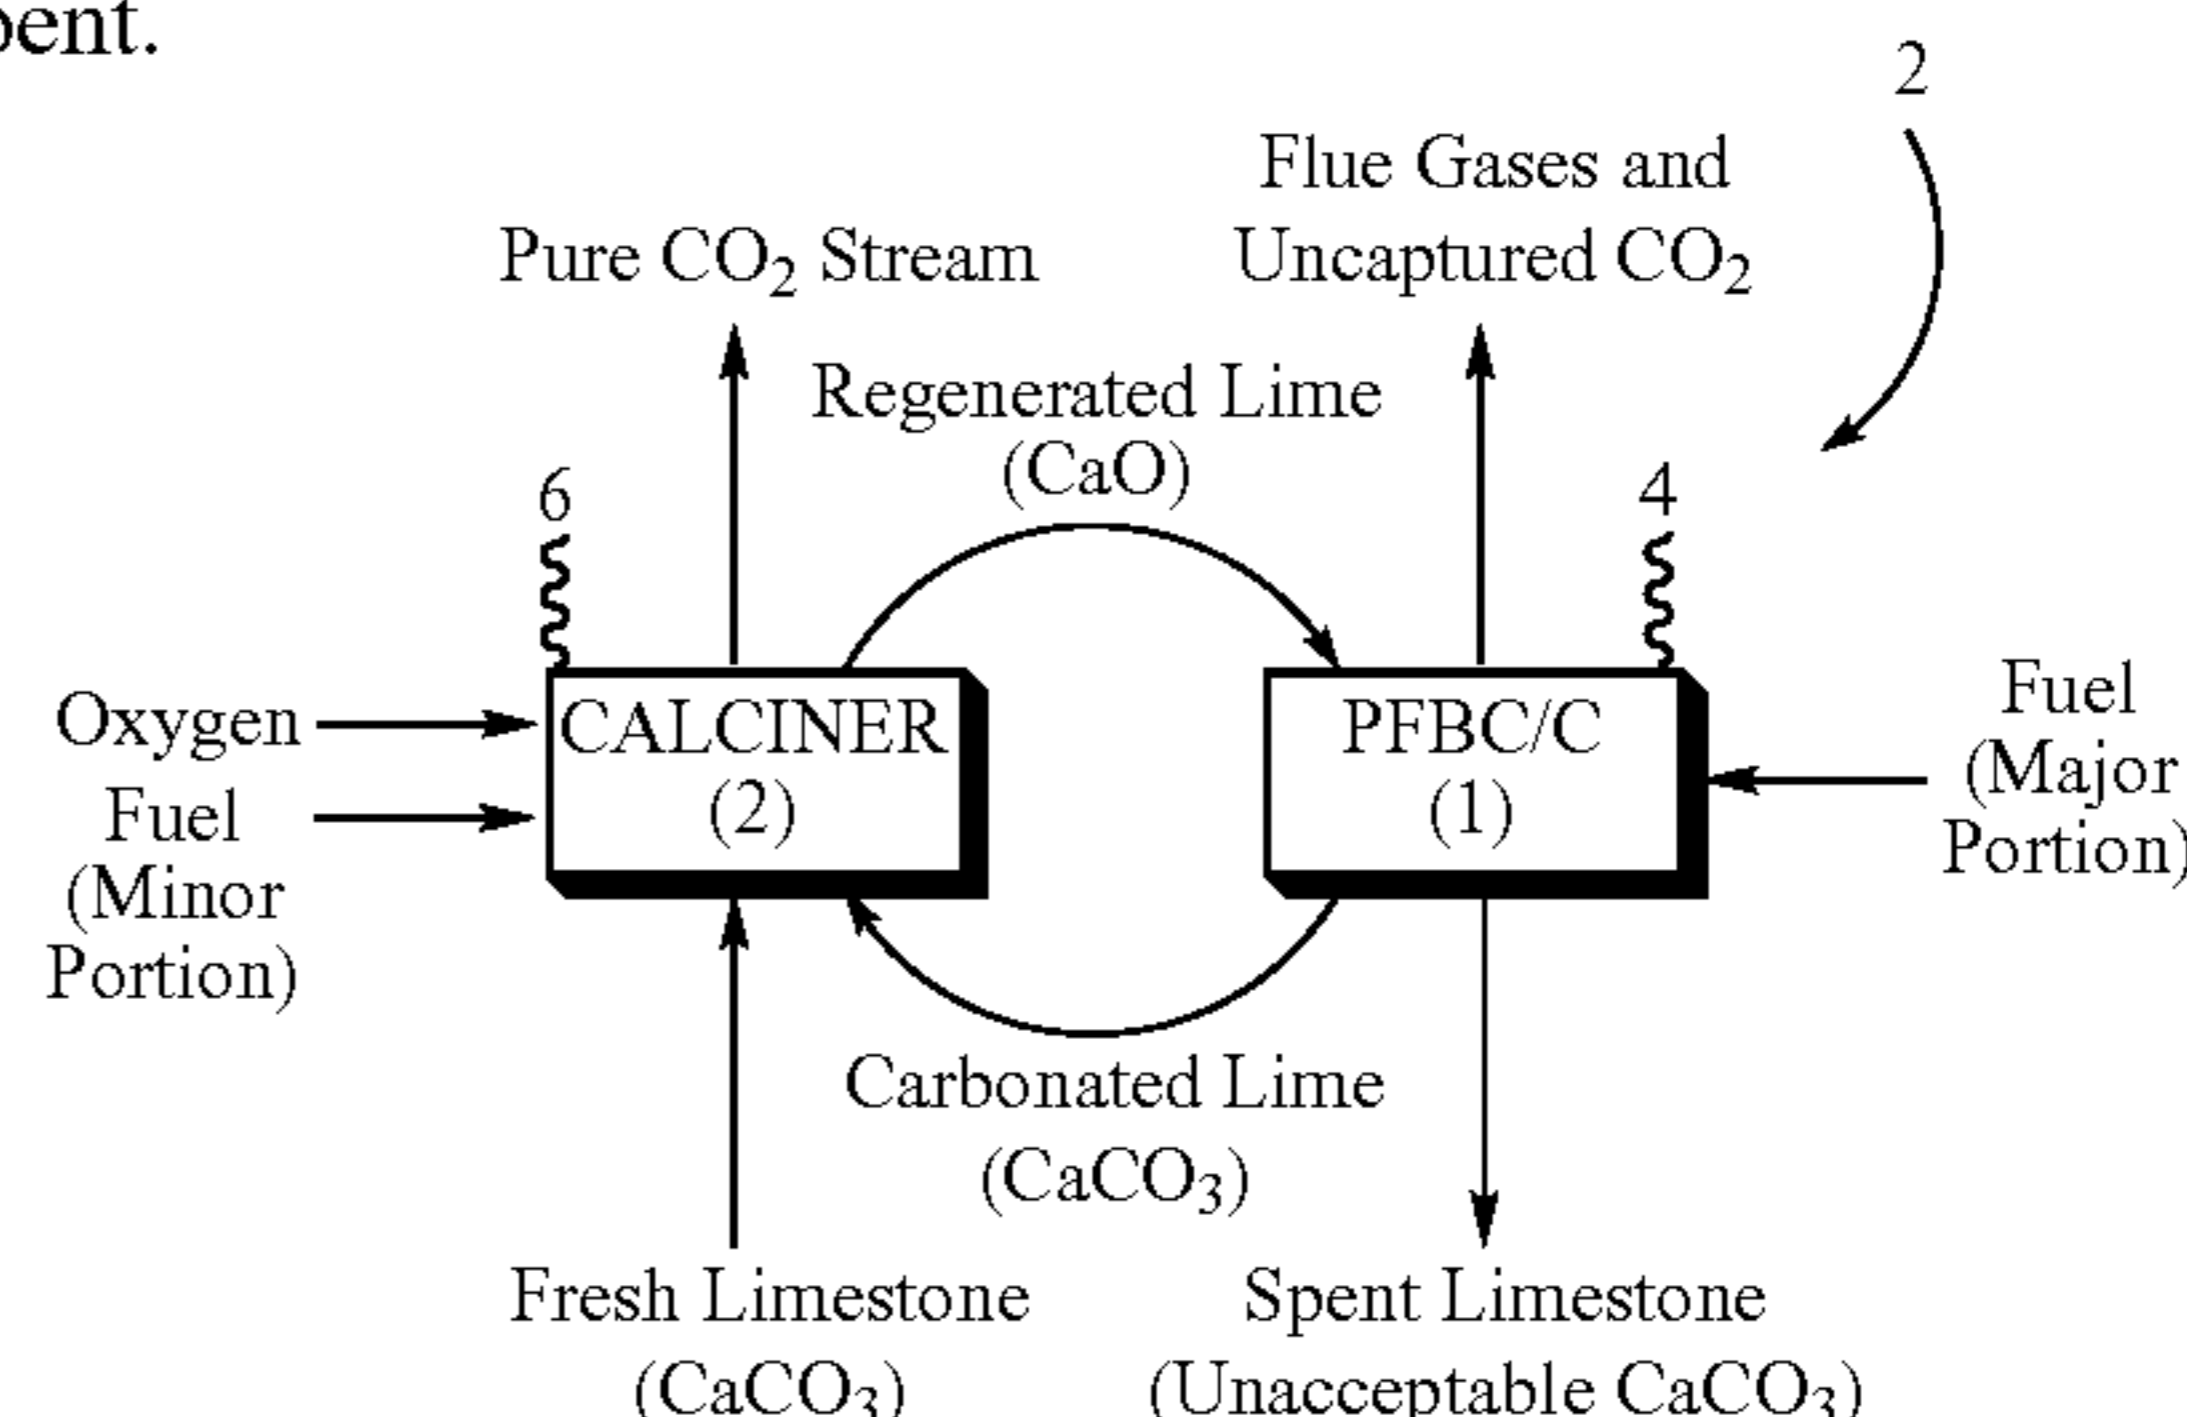 2
Flue Gases and
Uncaptured CO₂
Pure CO₂ Stream
Regenerated Lime
(CaO)
6
4
Oxygen
Fuel
(Minor
Portion)
CALCINER
(2)
PFBC/C
(1)
Fuel
(Major
Portion)
Carbonated Lime
(CaCO₃)
Fresh Limestone
(CaCO₃)
Spent Limestone
(Unacceptable CaCO₃)